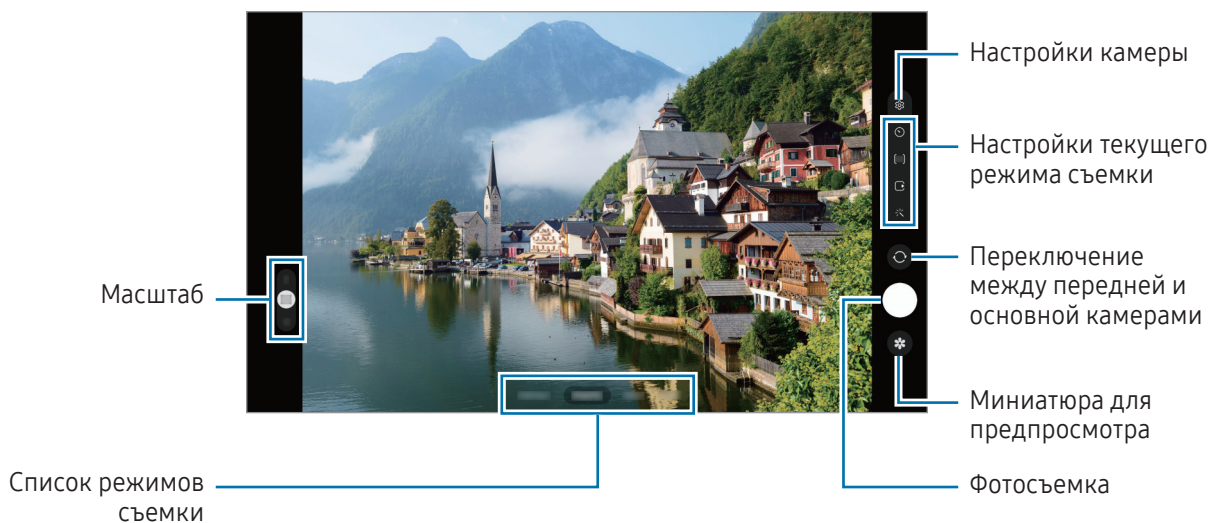 Настройки камеры
Настройки текущего
режима съемки
Переключение
между передней и
основной камерами
Масштаб
Миниатюра для
предпросмотра
Список режимов
съемки
Фотосъемка